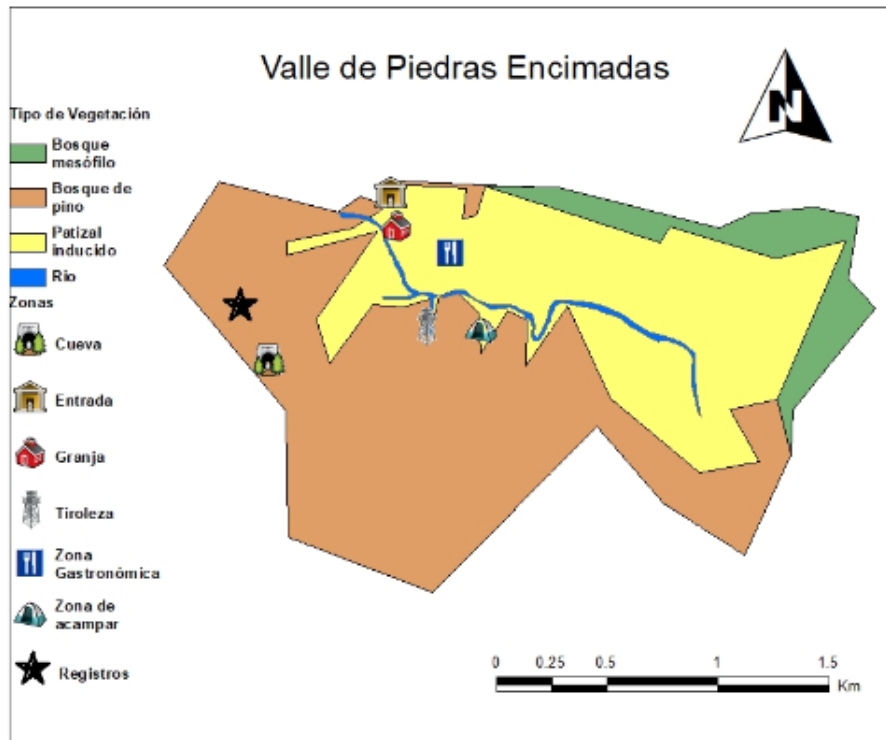 Valle de Piedras Encimadas
N
Tipo de Vegetación
Bosque
mesófilo
Bosque de
pino
Patizal
inducido
Rio
Zonas
Cueva
Entrada
Granja
Tiroleza
Zona
Gastronómica
Zona de
acampar
Registros
0 0.25 0.5 1 1.5
Km